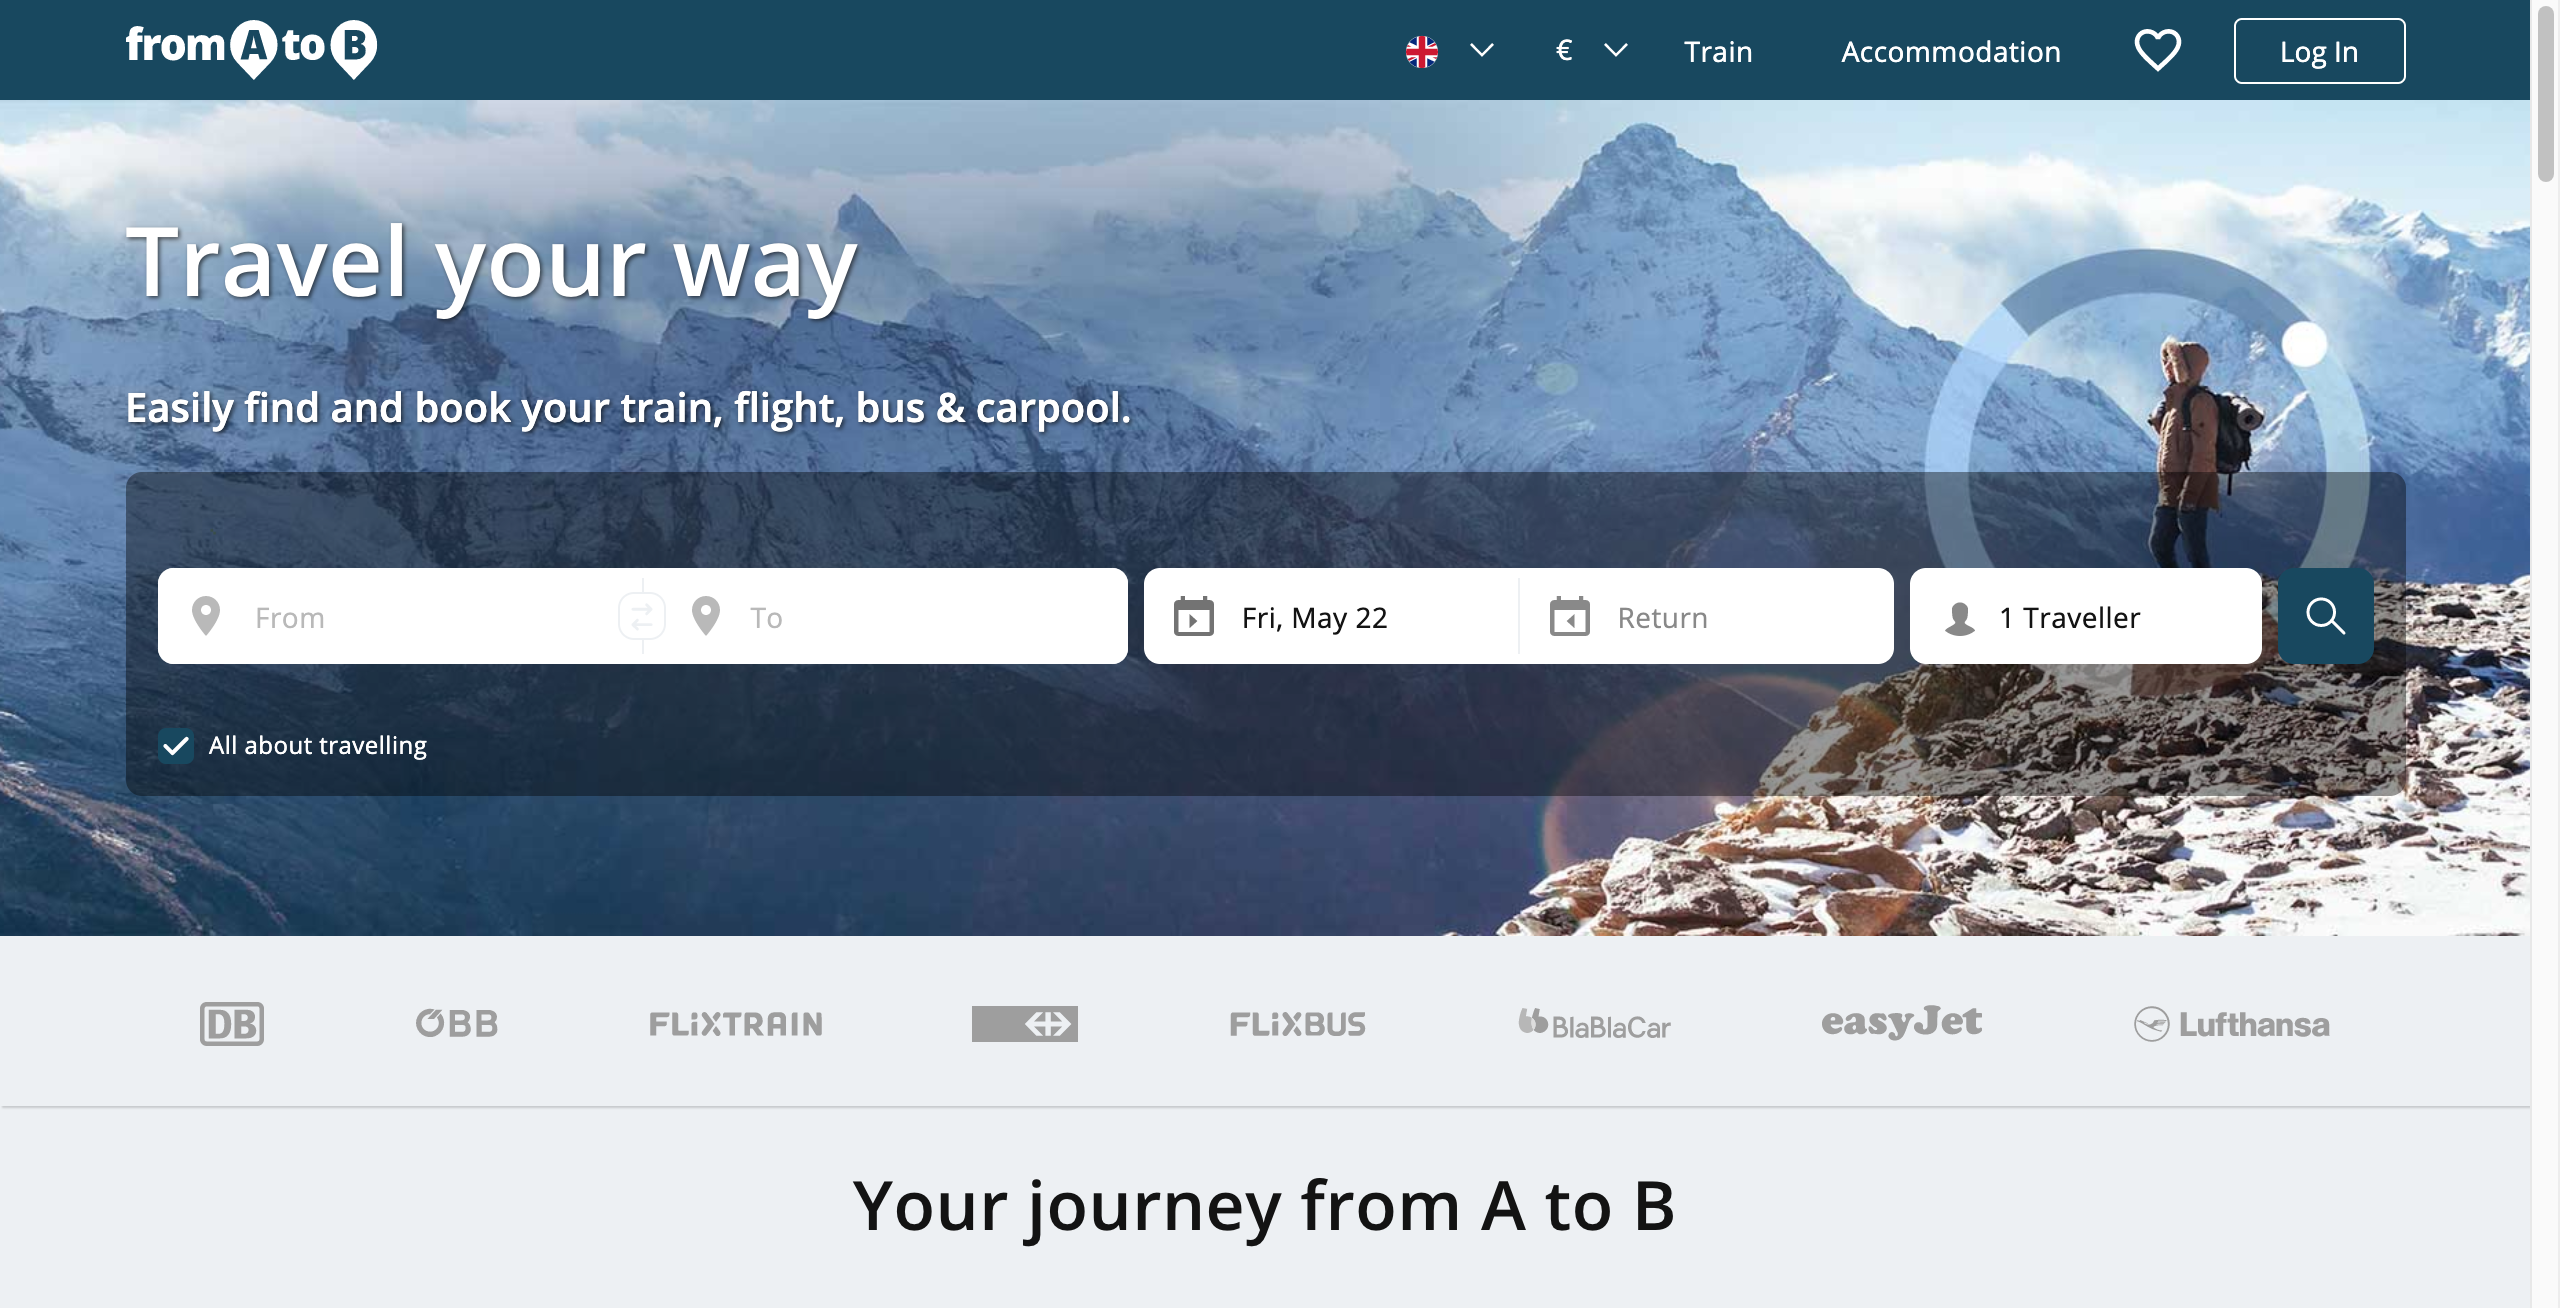 from A to B
€
Train
Accommodation
Log In
Travel your way
Easily find and book your train, flight, bus & carpool.
From
To
Fri, May 22
Return
1 Traveller
All about travelling
DB
ÖBB
FLiXTRAIN
FLiXBUS
BlaBlaCar
easyJet
Lufthansa
Your journey from A to B